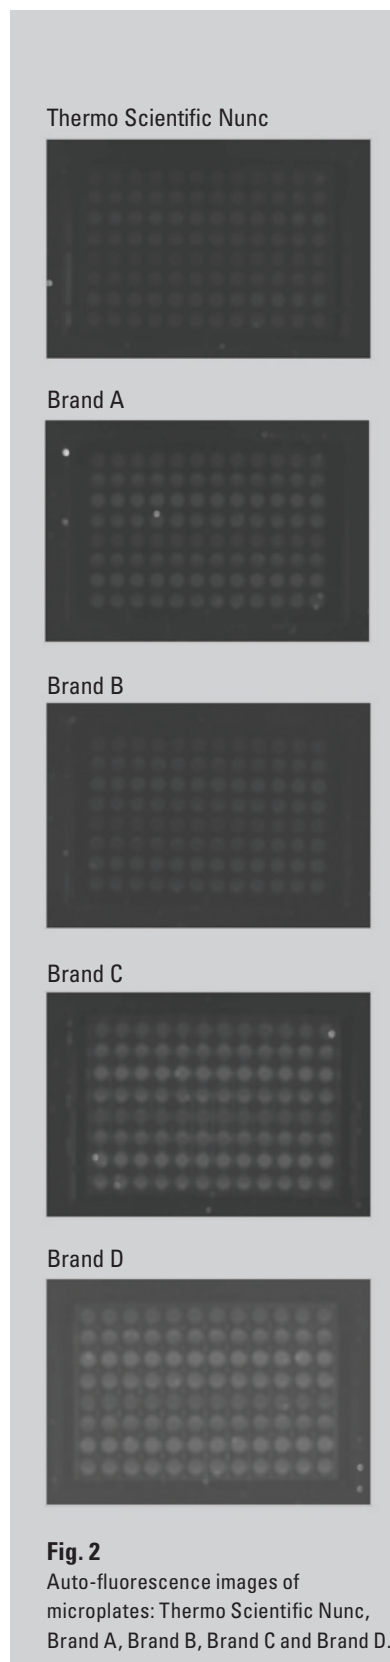 Thermo Scientific Nunc
Brand A
Brand B
Brand C
Brand D
Fig. 2
Auto-fluorescence images of
microplates: Thermo Scientific Nunc,
Brand A, Brand B, Brand C and Brand D.